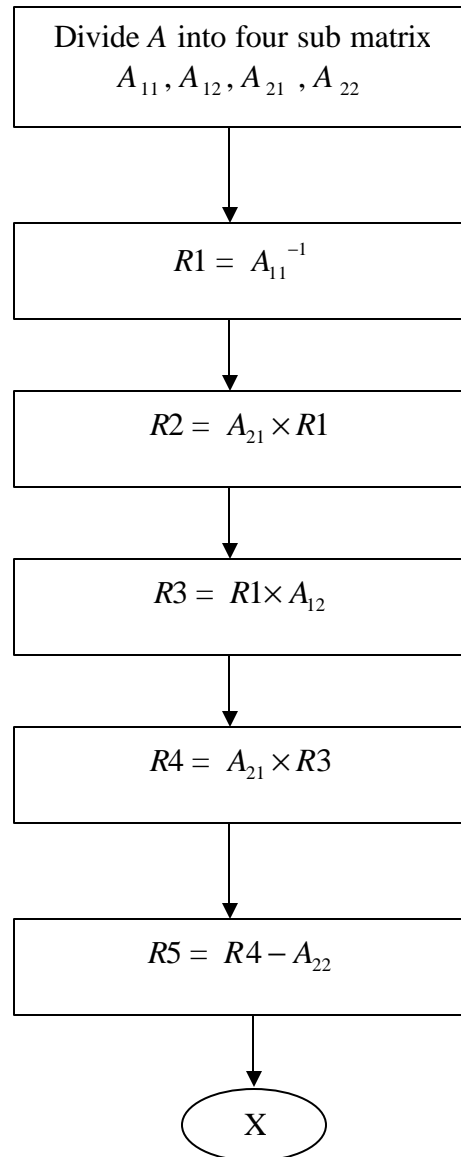 Divide A into four sub matrix
A₁₁, A₁₂, A₂₁ , A₂₂
R1 = A₁₁⁻¹
R2 = A₂₁ × R1
R3 = R1 × A₁₂
R4 = A₂₁ × R3
R5 = R4 − A₂₂
X